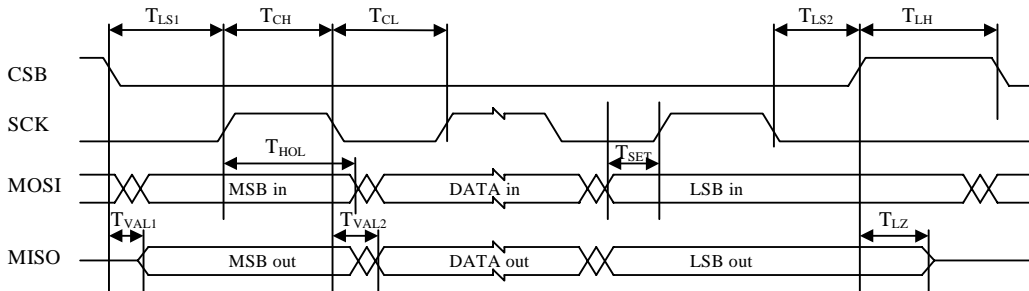 TLS1 TCH TCL TLS2 TLH
CSB
SCK
THOL TSET
MOSI MSB in DATA in LSB in
TVAL1 TVAL2 TLZ
MISO MSB out DATA out LSB out